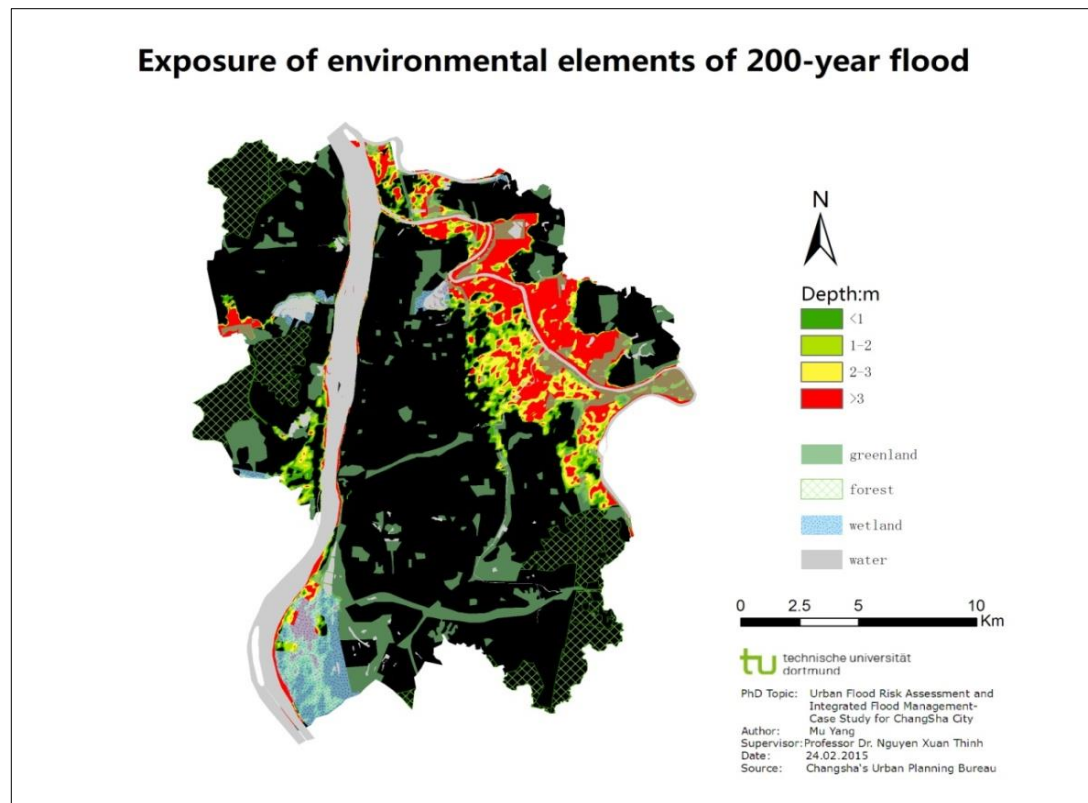 Exposure of environmental elements of 200-year flood
N
Depth:m
<1
1-2
2-3
>3
greenland
forest
wetland
water
0 2.5 5 10
Km
tu technische universität
dortmund
PhD Topic: Urban Flood Risk Assessment and
Integrated Flood Management-
Case Study for ChangSha City
Author: Mu Yang
Supervisor:Professor Dr. Nguyen Xuan Thinh
Date: 24.02.2015
Source: Changsha's Urban Planning Bureau